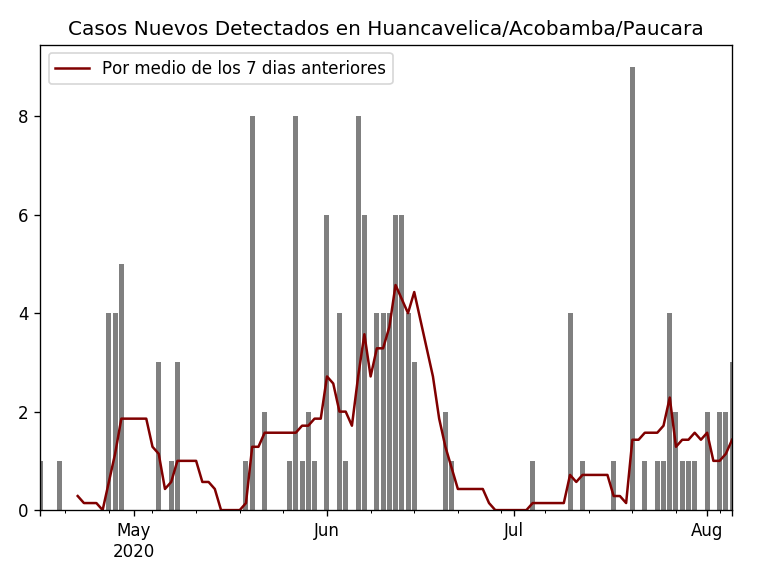 Casos Nuevos Detectados en Huancavelica/Acobamba/Paucara
Por medio de los 7 dias anteriores
8
6
4
2
0
May
2020
Jun
Jul
Aug